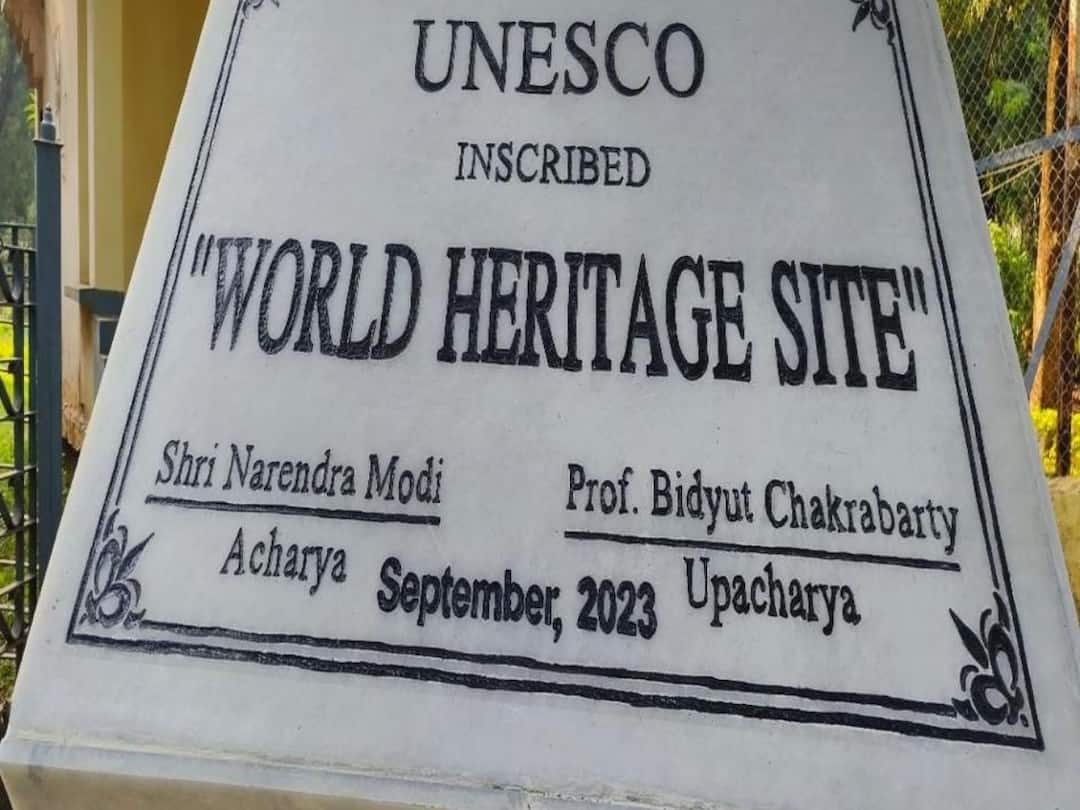 UNESCO
INSCRIBED
"WORLD HERITAGE SITE"
Shri Narendra Modi Prof. Bidyut Chakrabarty
Acharya Upacharya
September, 2023